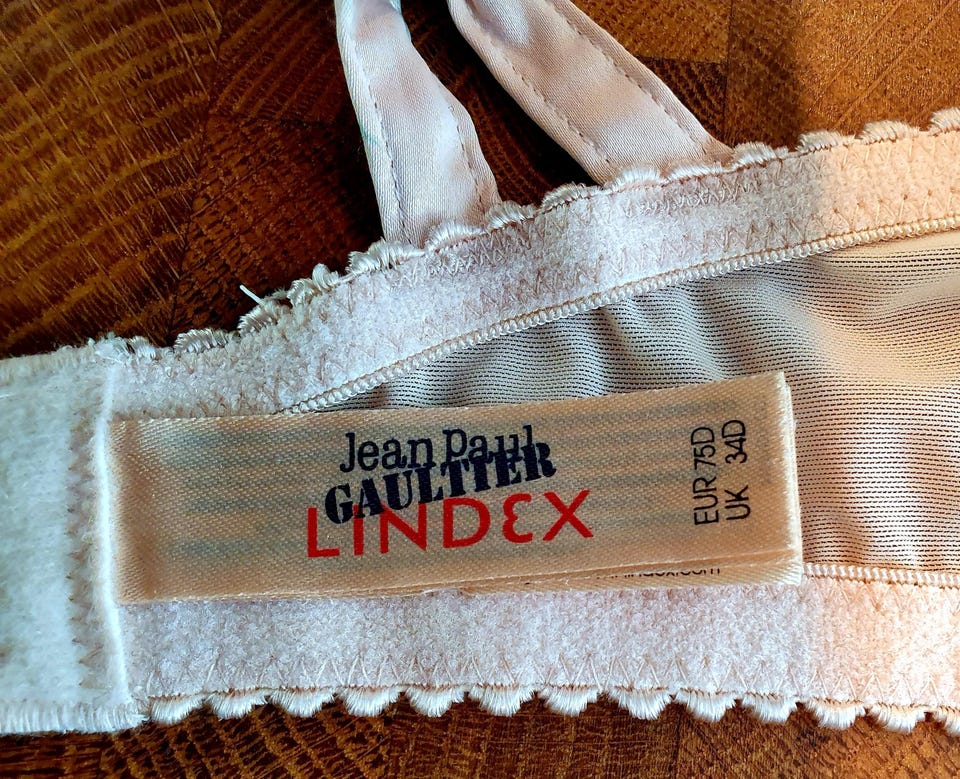 Jean Paul
GAULTIER
LINDEX
EUR 75D
UK 34D